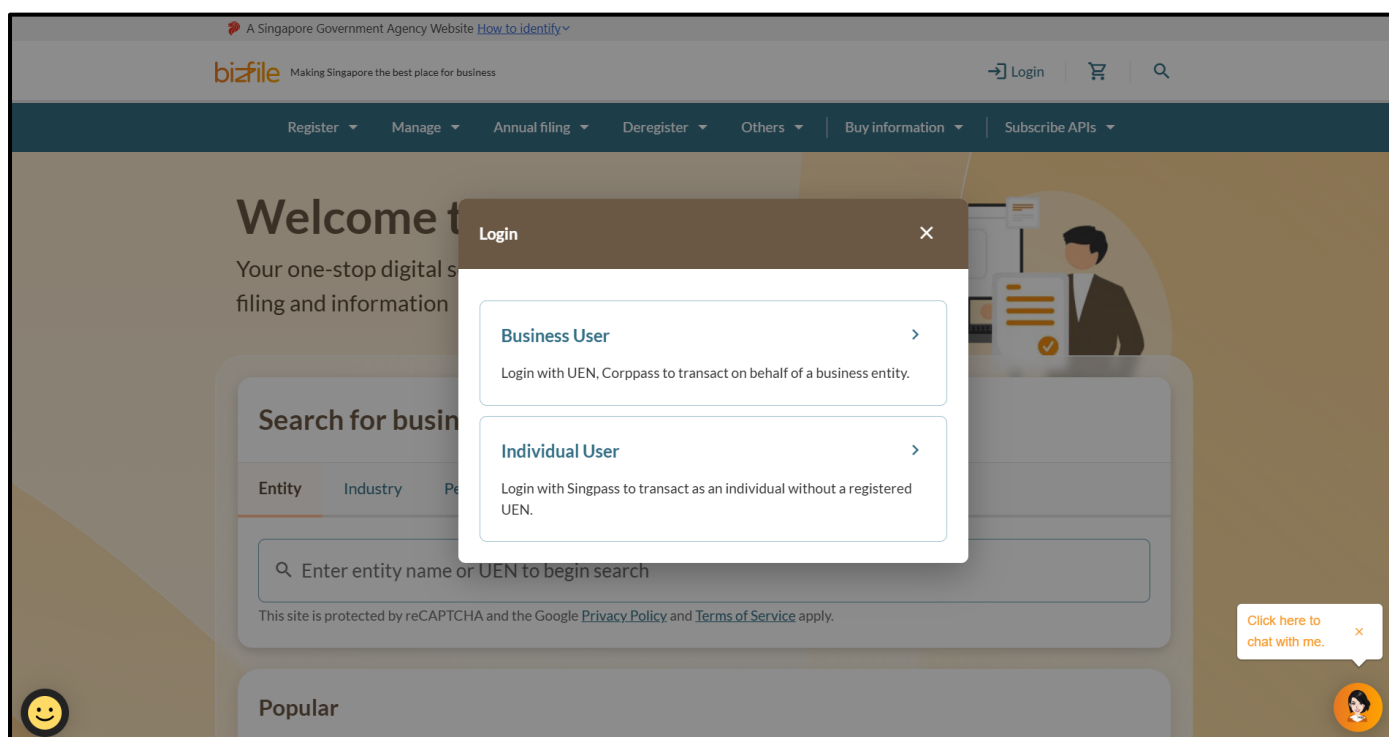 A Singapore Government Agency Website How to identify
bizfile Making Singapore the best place for business
Login
Register Manage Annual filing Deregister Others Buy information Subscribe APIs
Welcome t
Your one-stop digital s
filing and information
Login
Business User
Login with UEN, Corppass to transact on behalf of a business entity.
Individual User
Login with Singpass to transact as an individual without a registered
UEN.
Search for busin
Entity Industry Pe
Enter entity name or UEN to begin search
This site is protected by reCAPTCHA and the Google Privacy Policy and Terms of Service apply.
Click here to
chat with me.
Popular